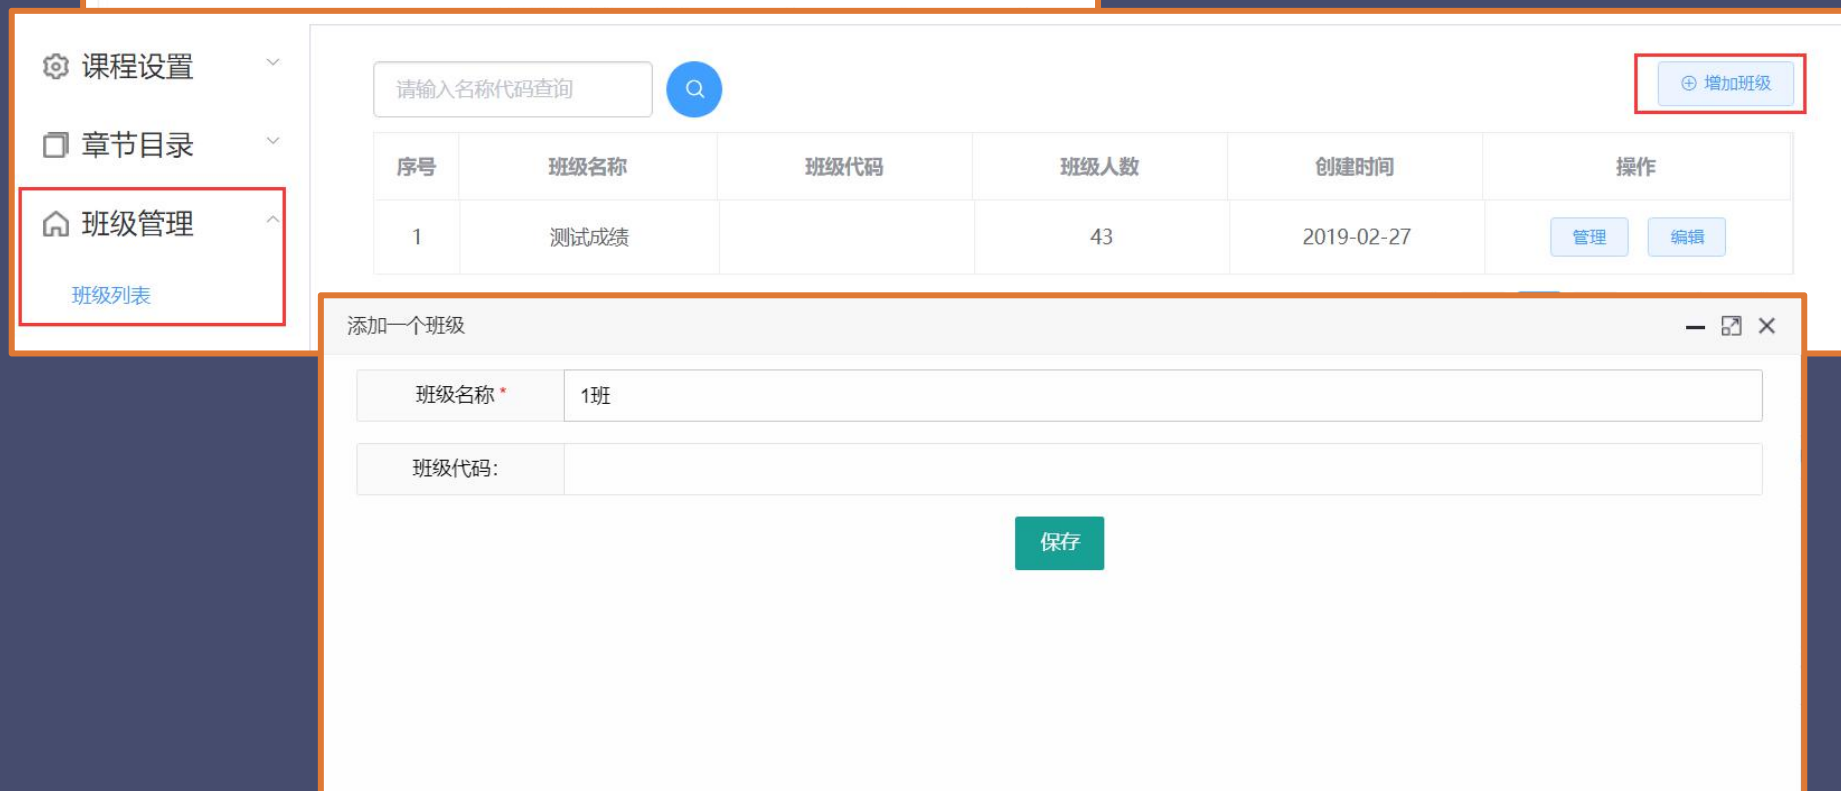 课程设置
章节目录
班级管理
班级列表
请输入名称代码查询
增加班级
序号 班级名称 班级代码 班级人数 创建时间 操作
1 测试成绩 43 2019-02-27 管理 编辑
添加一个班级
班级名称 * 1班
班级代码:
保存